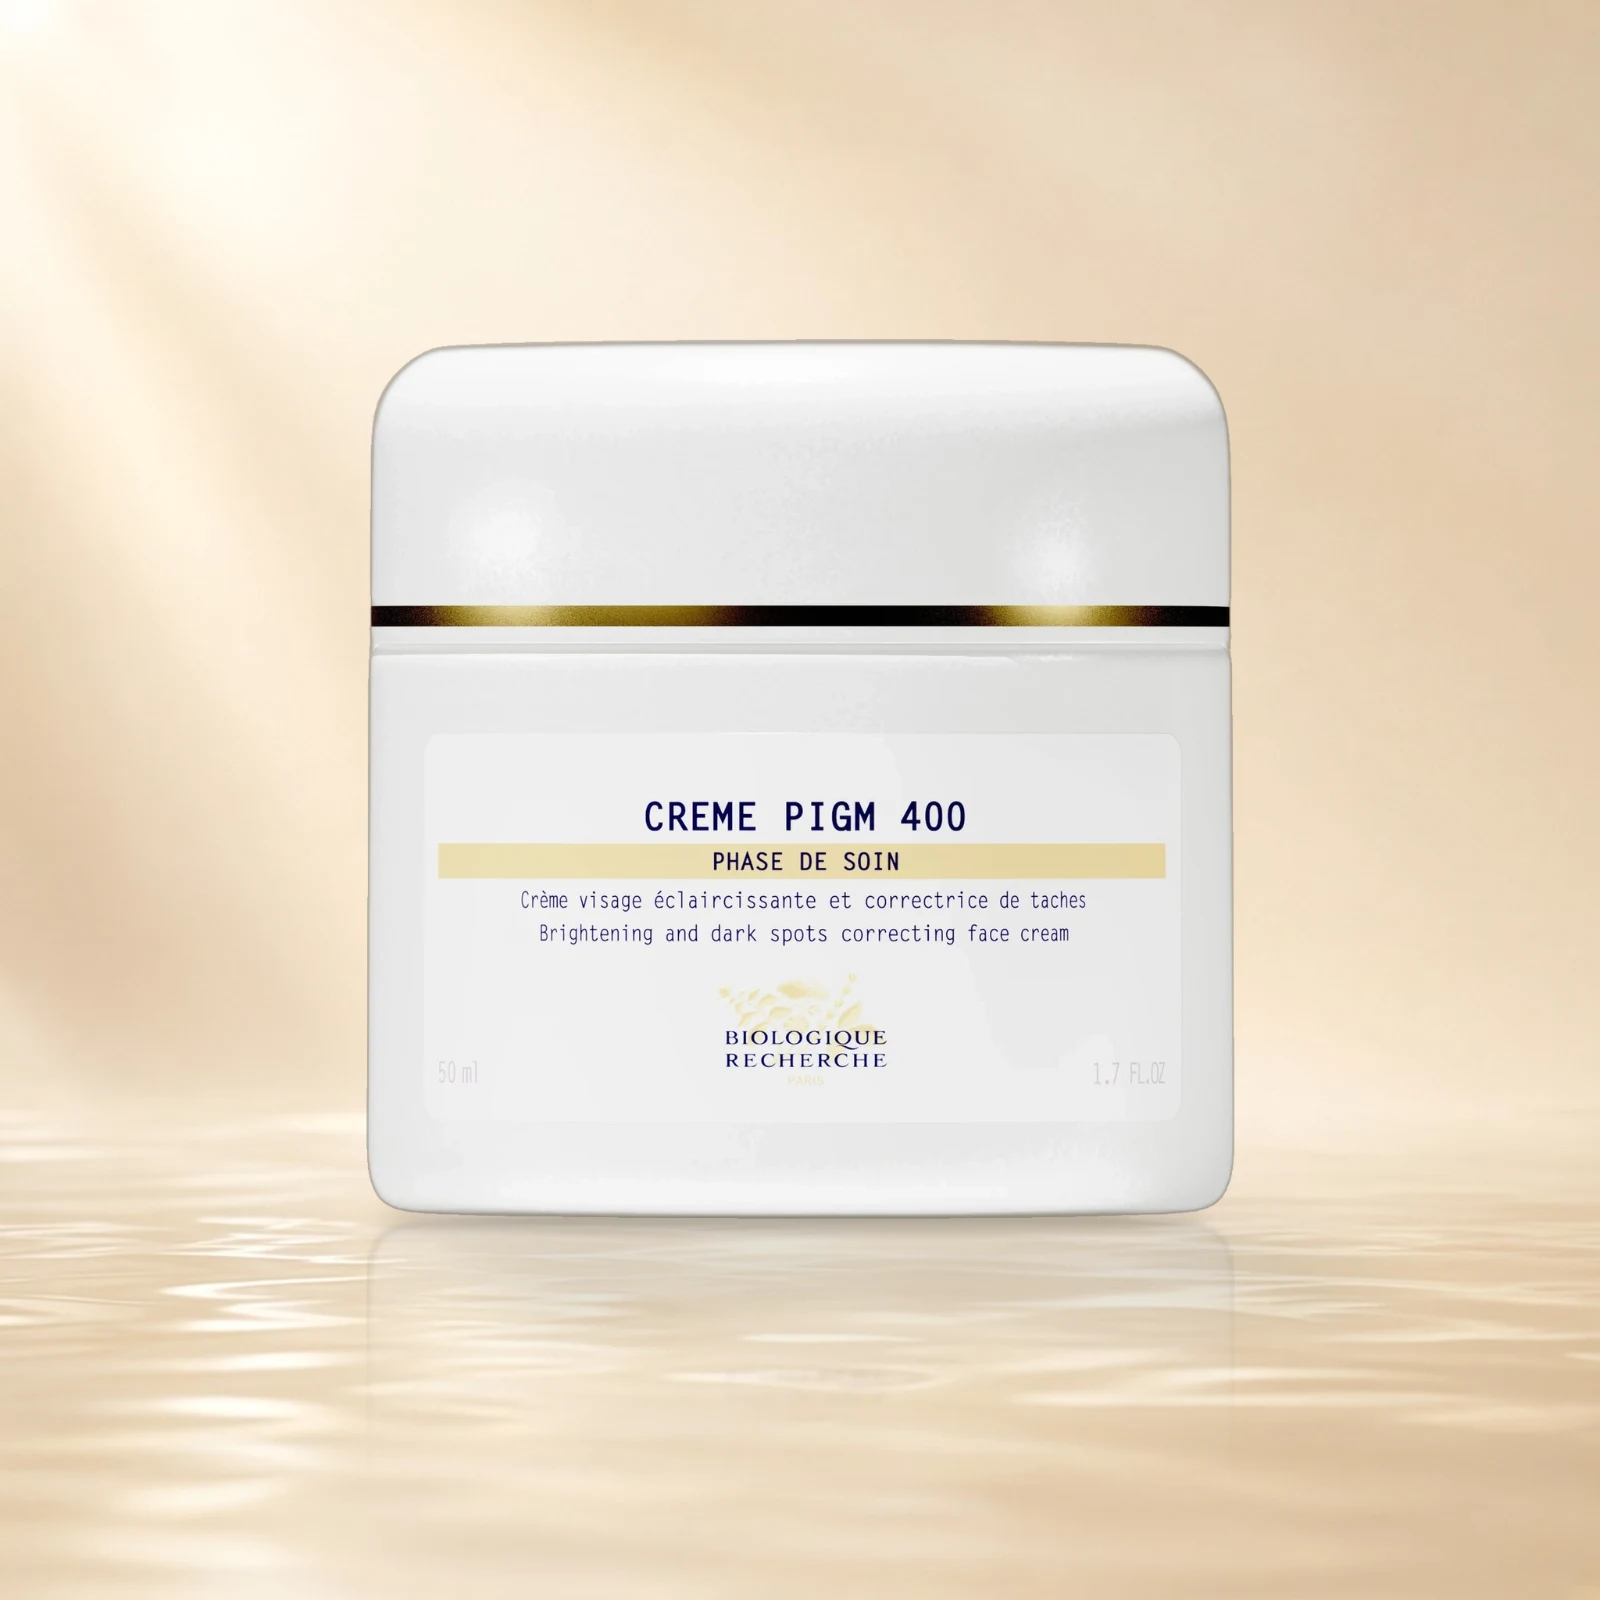 CREME PIGM 400
PHASE DE SOIN
Crème visage éclaircissante et correctrice de taches
Brightening and dark spots correcting face cream
BIOLOGIQUE
RECHERCHE
PARIS
50 ml
1.7 FL.OZ